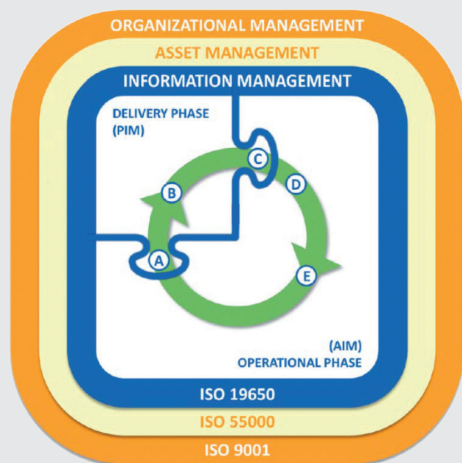 ORGANIZATIONAL MANAGEMENT
ASSET MANAGEMENT
INFORMATION MANAGEMENT
DELIVERY PHASE
(PIM)
C
B
D
A
E
(AIM)
OPERATIONAL PHASE
ISO 19650
ISO 55000
ISO 9001